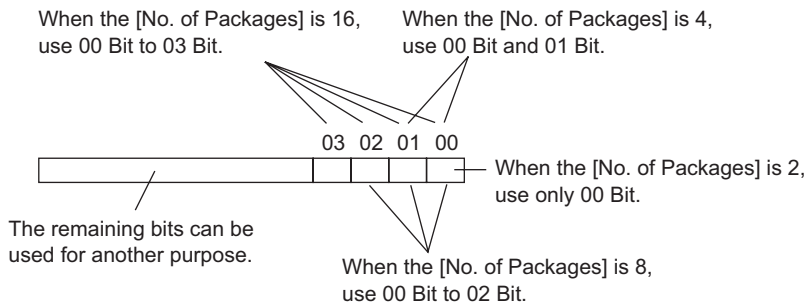 When the [No. of Packages] is 16,
use 00 Bit to 03 Bit.
When the [No. of Packages] is 4,
use 00 Bit and 01 Bit.
03 02 01 00
When the [No. of Packages] is 2,
use only 00 Bit.
The remaining bits can be
used for another purpose.
When the [No. of Packages] is 8,
use 00 Bit to 02 Bit.